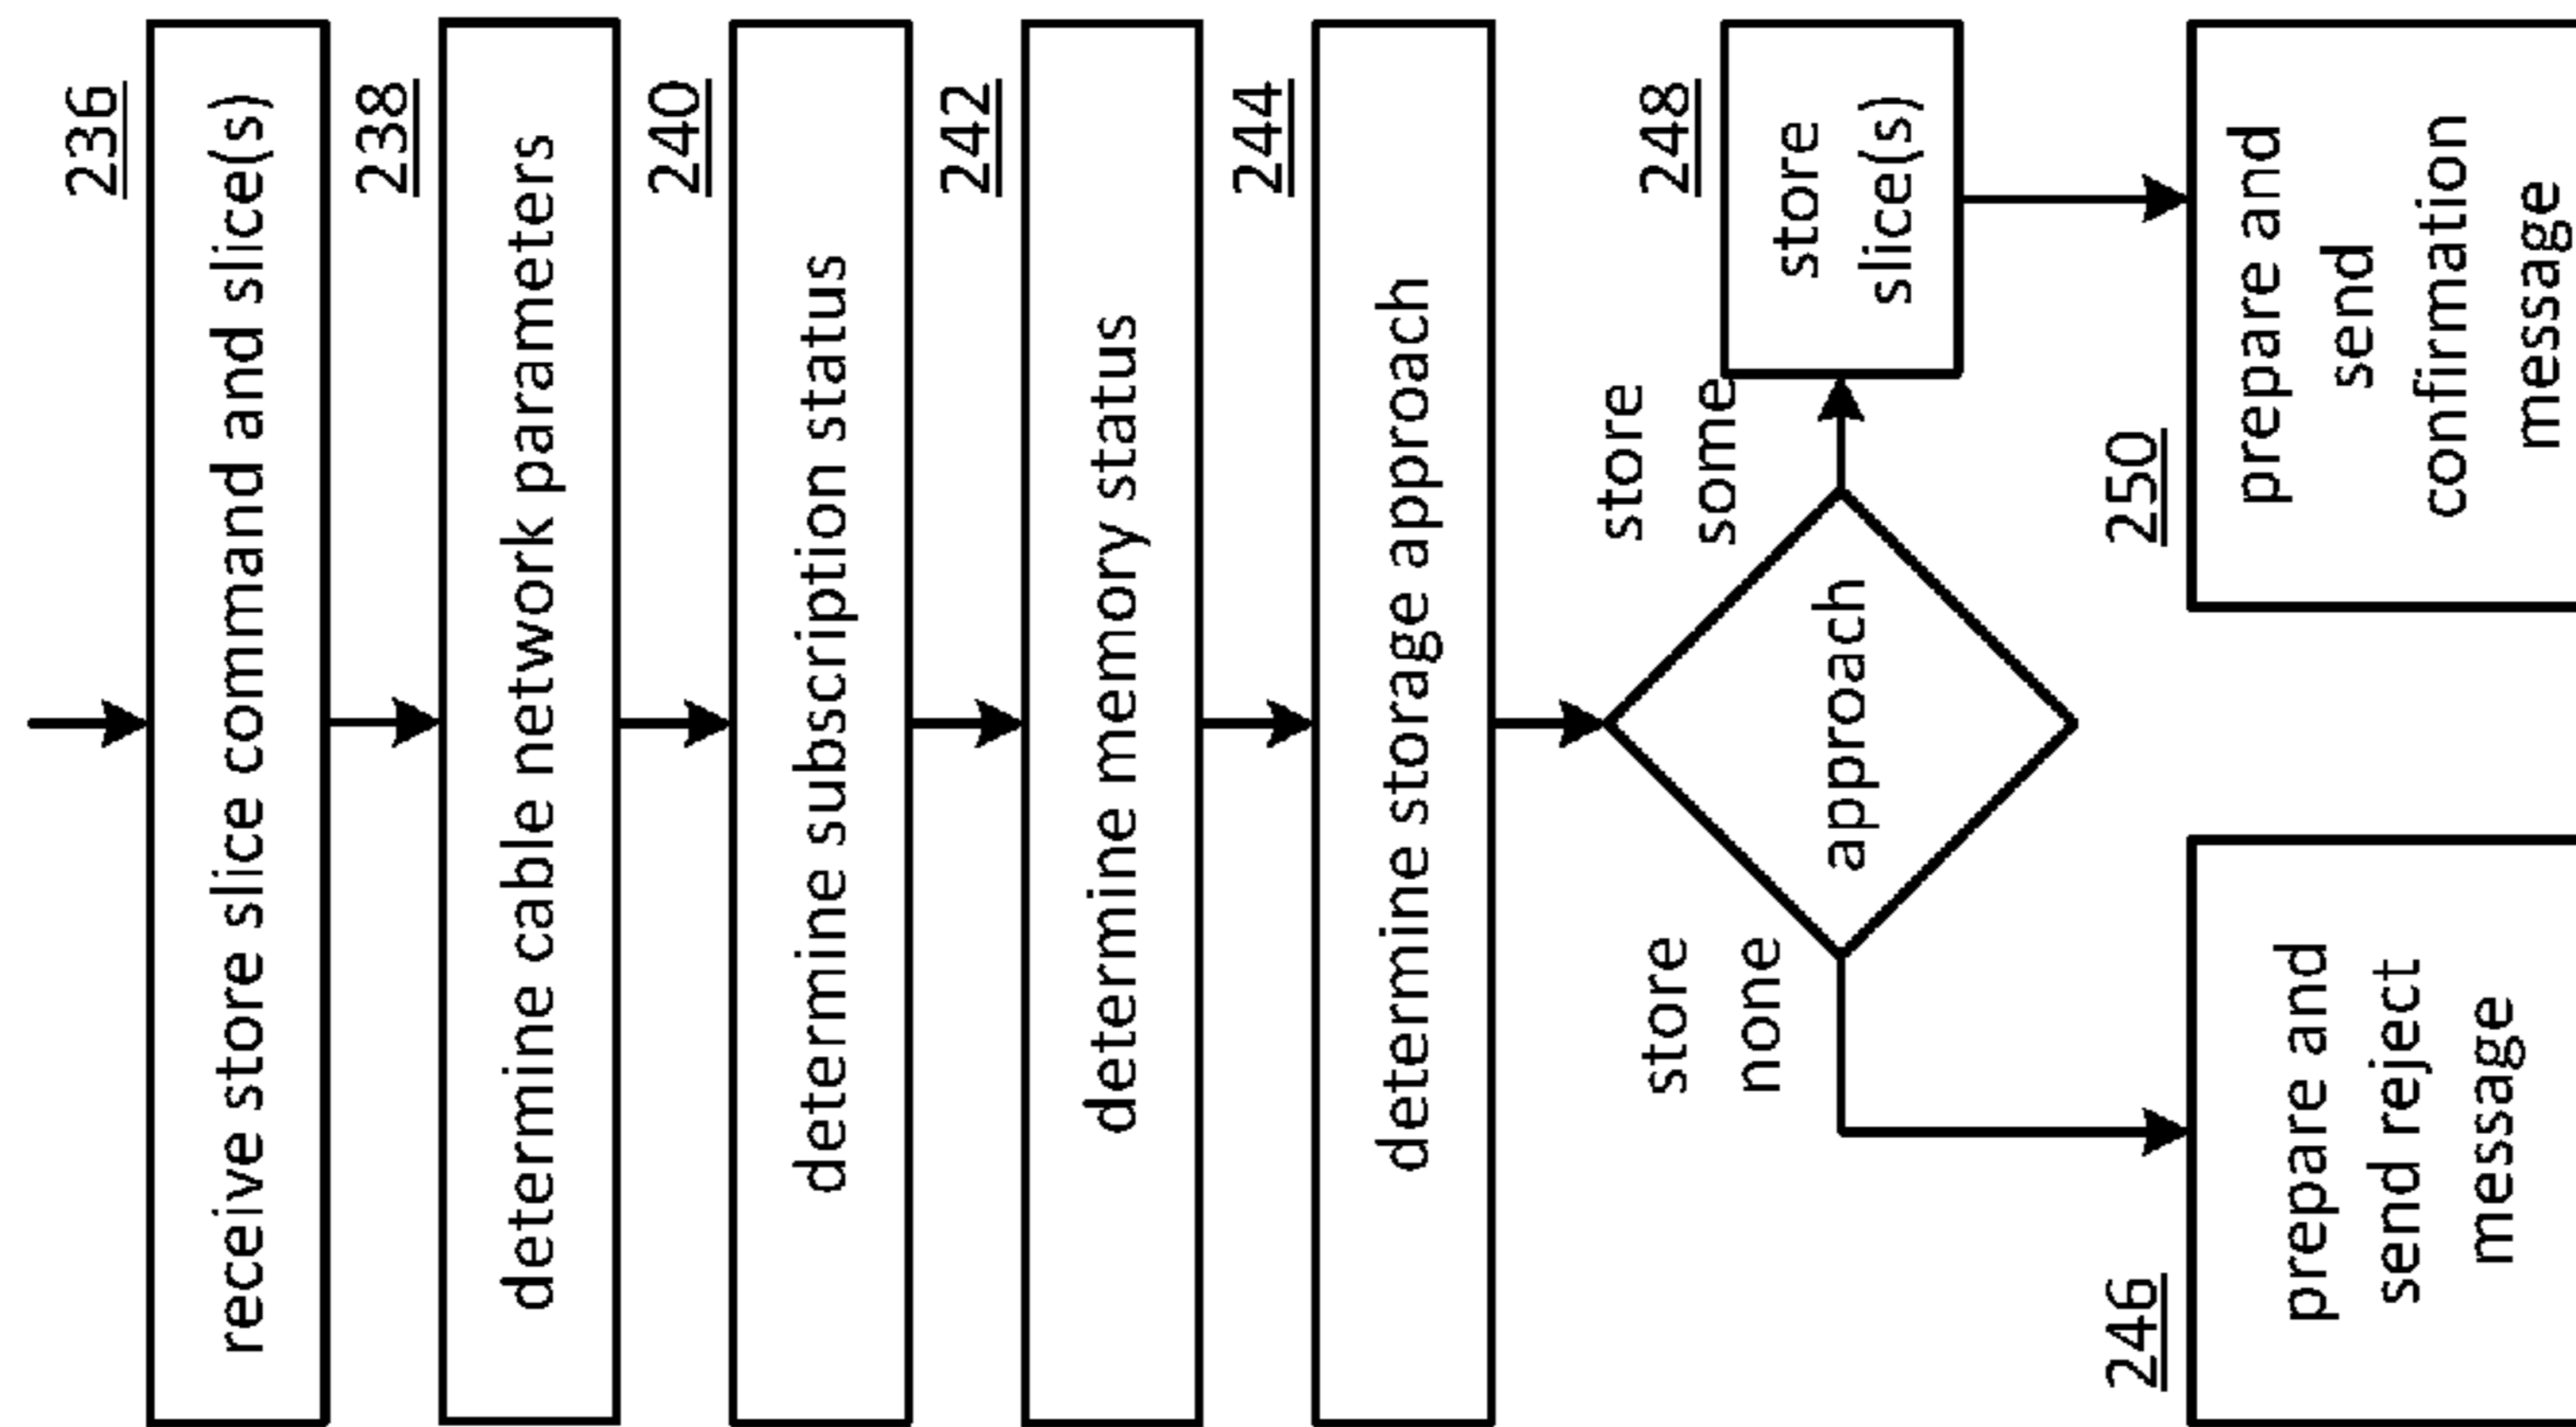 236
receive store slice command and slice(s)
238
determine cable network parameters
240
determine subscription status
242
determine memory status
244
determine storage approach
store
none
approach
store
some
248
store
slice(s)
246
prepare and
send reject
message
250
prepare and
send
confirmation
message